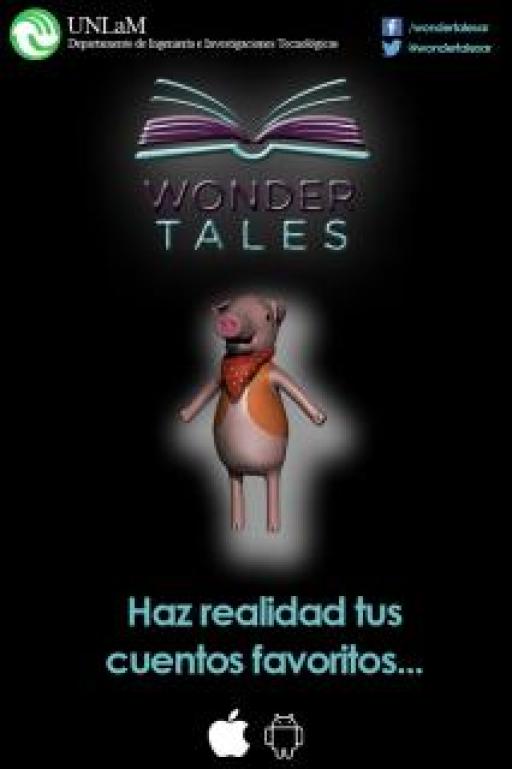 UNLaM
Departamento de Ingeniería e Investigaciones Tecnológicas
/wondertalesar
@wondertalesar
WONDER
TALES
Haz realidad tus
cuentos favoritos...